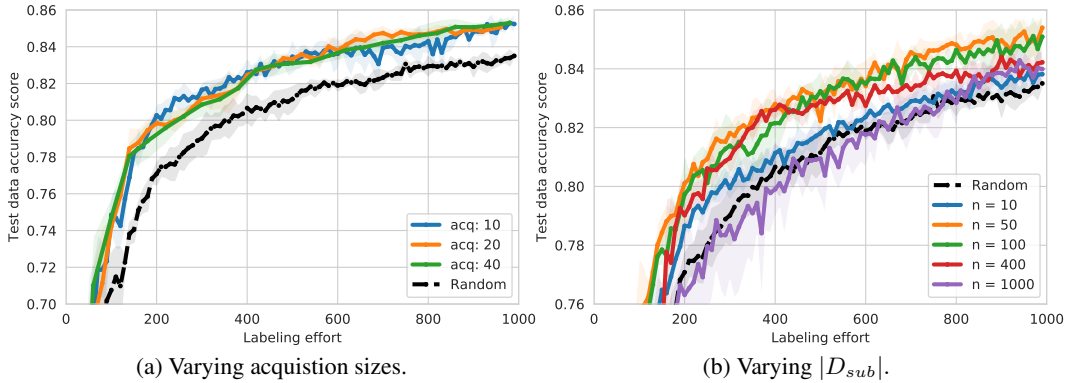 0.86
0.84
0.82
0.80
0.78
0.76
0.74
0.72
0.70
Test data accuracy score
acq: 10
acq: 20
acq: 40
Random
0 200 400 600 800 1000
Labeling effort
(a) Varying acquistion sizes.
0.86
0.84
0.82
0.80
0.78
0.76
Test data accuracy score
Random
n = 10
n = 50
n = 100
n = 400
n = 1000
0 200 400 600 800 1000
Labeling effort
(b) Varying |D_{sub}|.